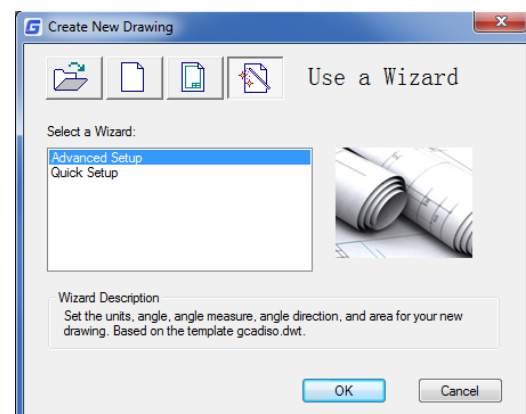 Create New Drawing
Use a Wizard
Select a Wizard:
Advanced Setup
Quick Setup
Wizard Description
Set the units, angle, angle measure, angle direction, and area for your new
drawing. Based on the template gcadiso.dwt.
OK
Cancel